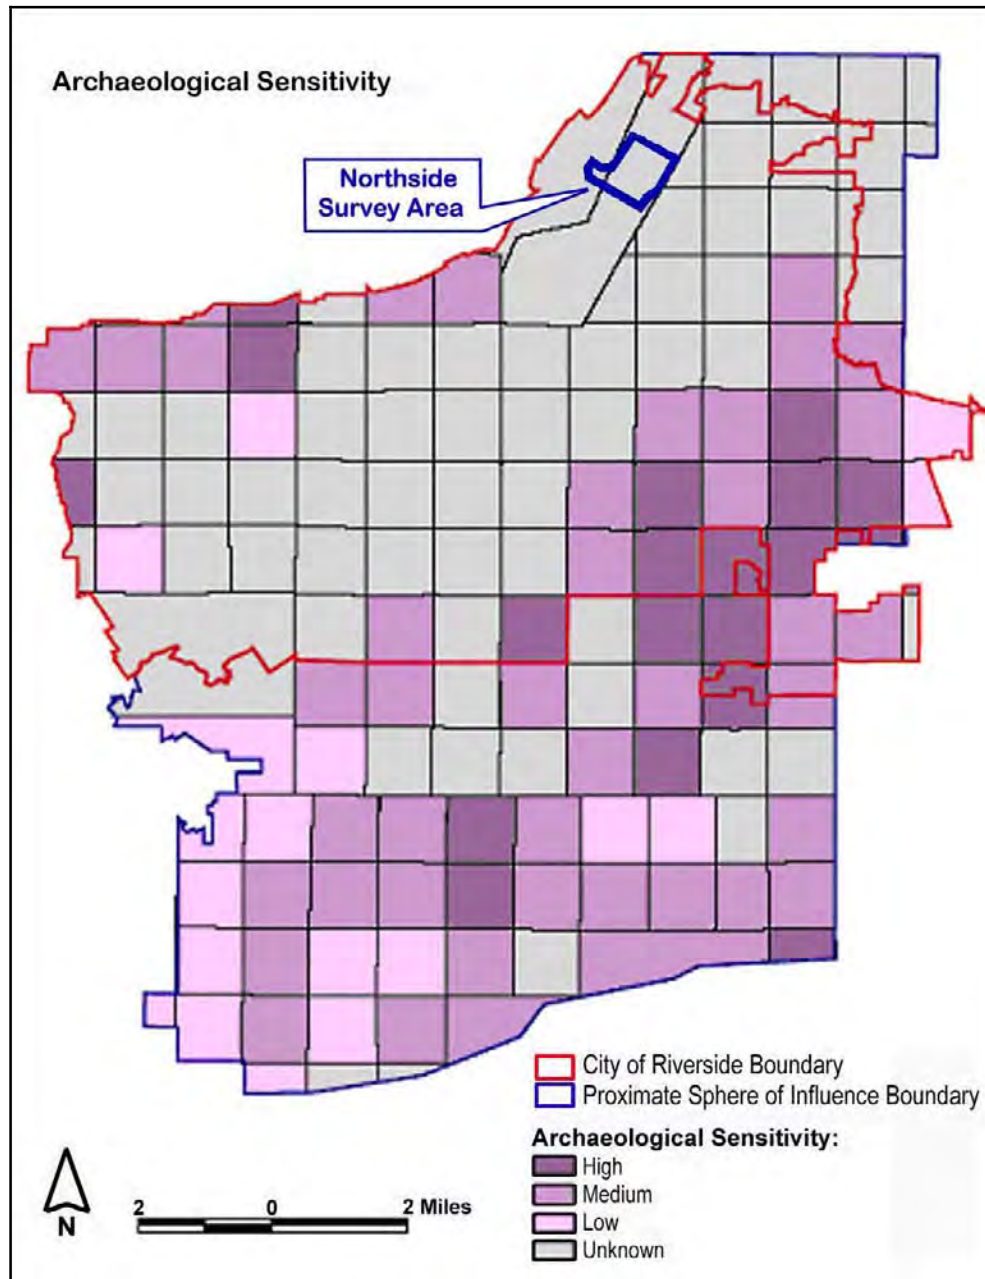 Archaeological Sensitivity
Northside
Survey Area
City of Riverside Boundary
Proximate Sphere of Influence Boundary
Archaeological Sensitivity:
High
Medium
Low
Unknown
N
2 0 2 Miles